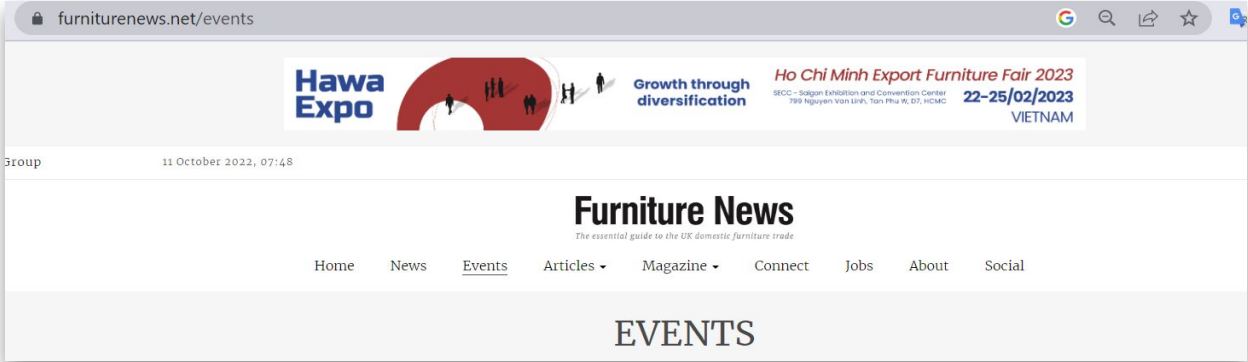 furniturenews.net/events
Hawa
Expo
Growth through
diversification
Ho Chi Minh Export Furniture Fair 2023
SECC - Saigon Exhibition and Convention Center
799 Nguyen Van Linh, Tan Phu W, D7, HCMC
22-25/02/2023
VIETNAM
Group
11 October 2022, 07:48
Furniture News
The essential guide to the UK domestic furniture trade
Home News Events Articles Magazine Connect Jobs About Social
EVENTS